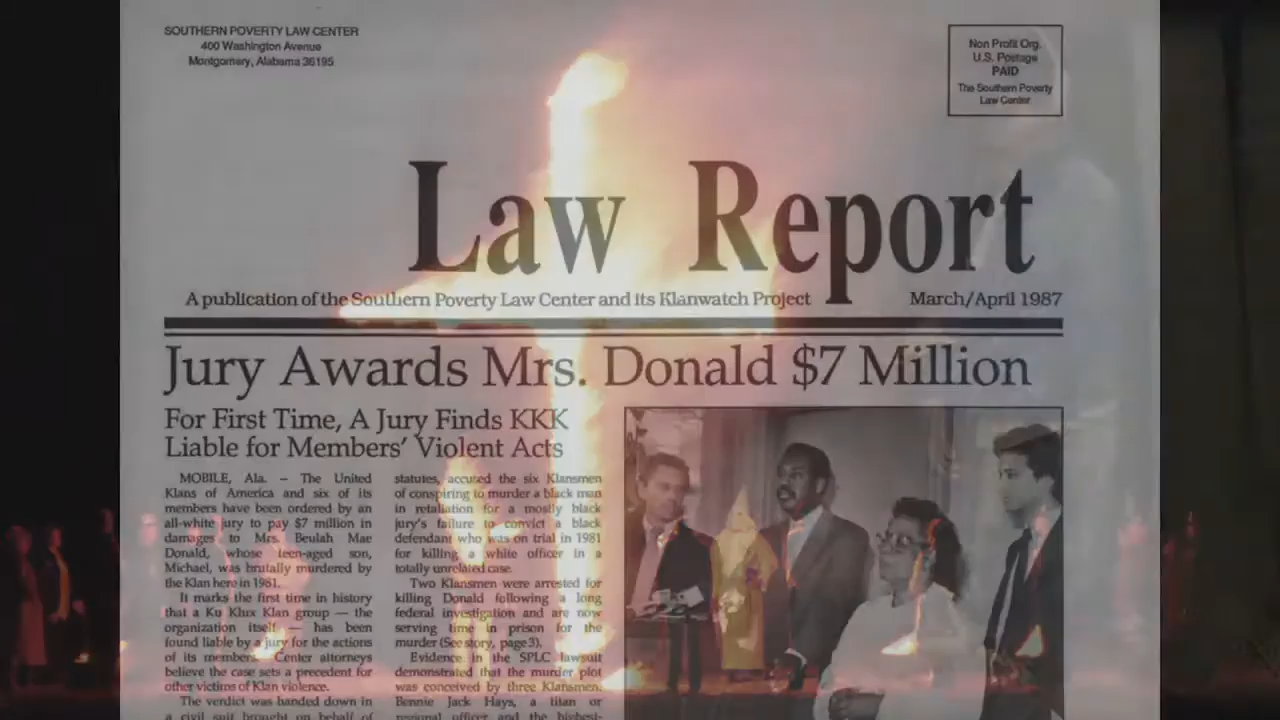 SOUTHERN POVERTY LAW CENTER
400 Washington Avenue
Montgomery, Alabama 36195
Non Profit Org.
U.S. Postage
PAID
The Southern Poverty
Law Center
Law Report
A publication of the Southern Poverty Law Center and its Klanwatch Project
March/April 1987
Jury Awards Mrs. Donald $7 Million
For First Time, A Jury Finds KKK
Liable for Members' Violent Acts
MOBILE, Ala. – The United
Klans of America and six of its
members have been ordered by an
all-white jury to pay $7 million in
damages to Mrs. Beulah Mae
Donald, whose teen-aged son,
Michael, was brutally murdered by
the Klan here in 1981.
It marks the first time in history
that a Ku Klux Klan group — the
organization itself — has been
found liable by a jury for the actions
of its members. Center attorneys
believe the case sets a precedent for
other victims of Klan violence.
The verdict was handed down in
a civil suit brought on behalf of
statutes, accused the six Klansmen
of conspiring to murder a black man
in retaliation for a mostly black
jury's failure to convict a black
defendant who was on trial in 1981
for killing a white officer in a
totally unrelated case.
Two Klansmen were arrested for
killing Donald following a long
federal investigation and are now
serving time in prison for the
murder (See story, page 3).
Evidence in the SPLC lawsuit
demonstrated that the murder plot
was conceived by three Klansmen.
Bennie Jack Hays, a titan or
regional officer and the highest-